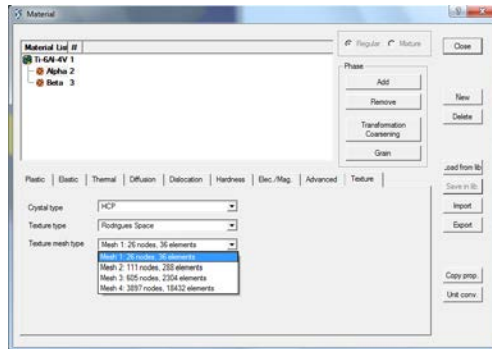 Material
Material List #
Ti-6Al-4V 1
Alpha 2
Beta 3
Regular Mixture
Phase
Add
Remove
Transformation
Coarsening
Grain
Close
New
Delete
Load from lib
Save in lib.
Import
Export
Copy prop.
Unit conv.
Plastic Elastic Thermal Diffusion Dislocation Hardness Elec./Mag. Advanced Texture
Crystal type HCP
Texture type Rodrigues Space
Texture mesh type Mesh 1: 26 nodes, 36 elements
Mesh 1: 26 nodes, 36 elements
Mesh 2: 111 nodes, 288 elements
Mesh 3: 605 nodes, 2304 elements
Mesh 4: 3897 nodes, 18432 elements